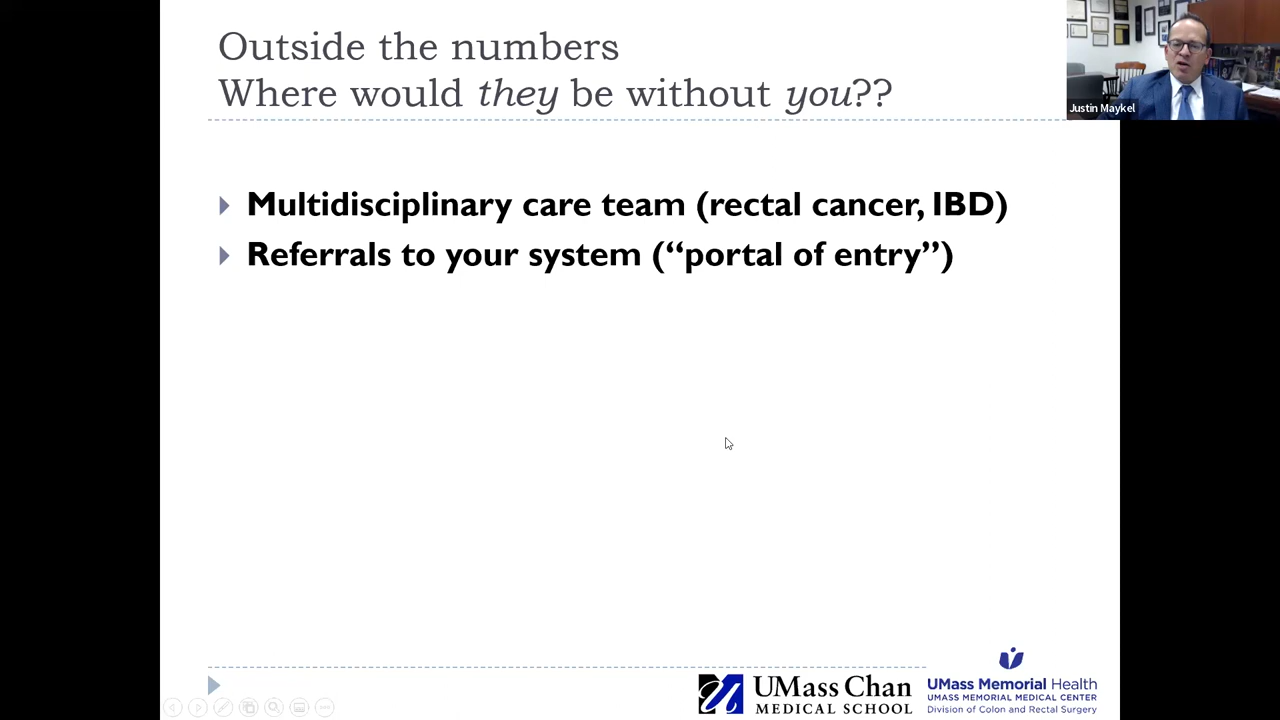 Outside the numbers
Where would they be without you??
Justin Maykel
Multidisciplinary care team (rectal cancer, IBD)
Referrals to your system (“portal of entry”)
UMass Chan
MEDICAL SCHOOL
UMass Memorial Health
UMASS MEMORIAL MEDICAL CENTER
Division of Colon and Rectal Surgery